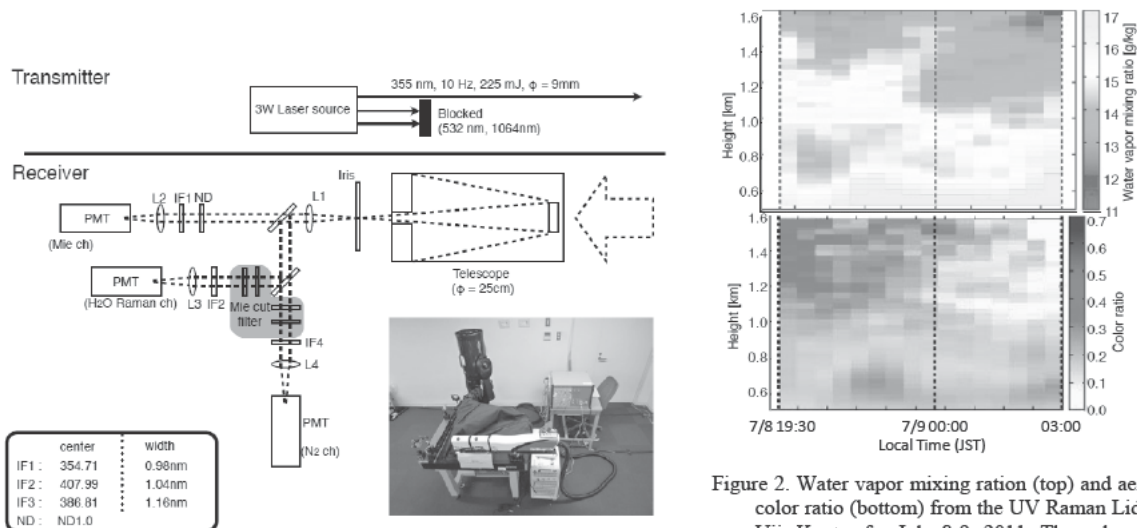 Transmitter
355 nm, 10 Hz, 225 mJ, φ = 9mm
3W Laser source
Blocked
(532 nm, 1064nm)
Receiver
Iris
L2 IF1 ND
L1
PMT
(Mie ch)
PMT
(H2O Raman ch)
L3 IF2
Mie cut
filter
Telescope
(φ = 25cm)
IF4
L4
PMT
(N2 ch)
center width
IF1 : 354.71 0.98nm
IF2 : 407.99 1.04nm
IF3 : 386.81 1.16nm
ND : ND1.0
1.6
1.4
1.2
1.0
0.8
0.6
Height [km]
17
16
15
14
13
12
11
Water vapor mixing ratio [g/kg]
1.6
1.4
1.2
1.0
0.8
0.6
Height [km]
0.7
0.6
0.5
0.4
0.3
0.2
0.1
0.0
Color ratio
7/8 19:30 7/9 00:00 03:00
Local Time (JST)
Figure 2. Water vapor mixing ration (top) and ae
color ratio (bottom) from the UV Raman Lid